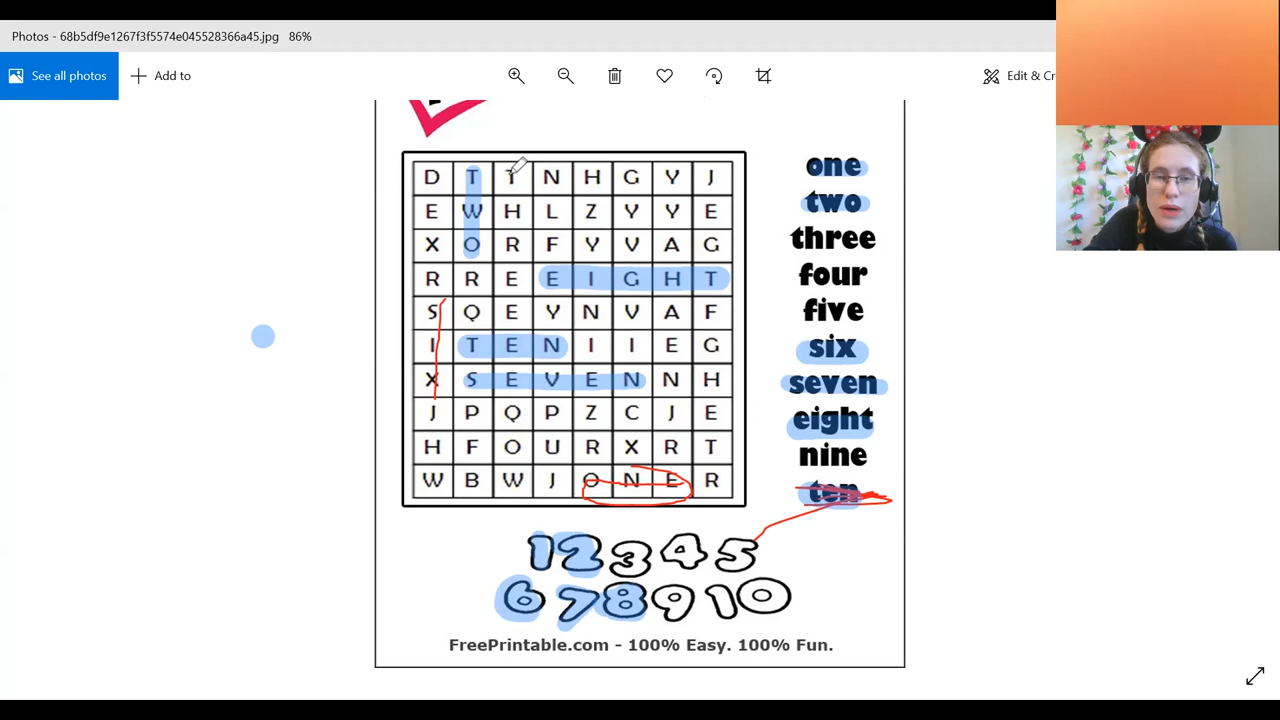 Photos - 68b5df9e1267f3f5574e045528366a45.jpg 86%
See all photos
Add to
Edit & Cr
D T T N H G Y J
E W H L Z Y Y E
X O R F Y V A G
R R E E I G H T
S Q E Y N V A F
I T E N I I E G
X S E V E N N H
J P Q P Z C J E
H F O U R X R T
W B W J O N E R
one
two
three
four
five
six
seven
eight
nine
ten
1 2 3 4 5
6 7 8 9 10
FreePrintable.com - 100% Easy. 100% Fun.